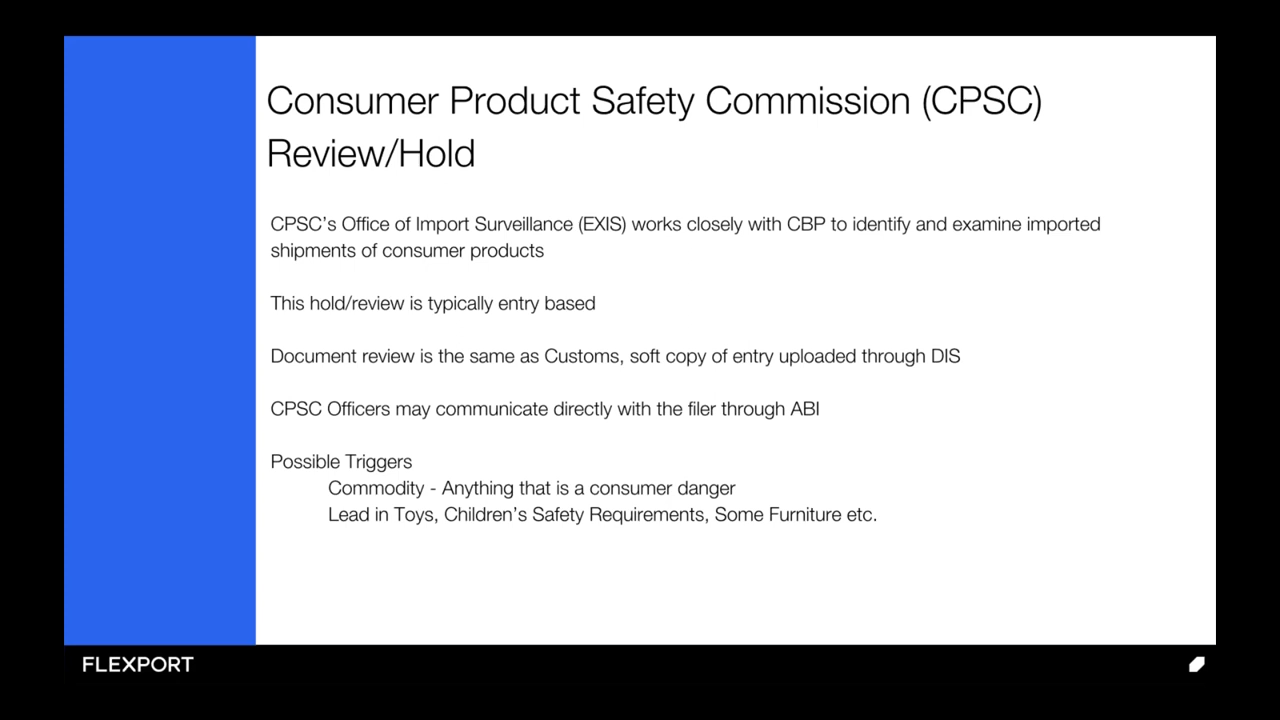 Consumer Product Safety Commission (CPSC)
Review/Hold
CPSC’s Office of Import Surveillance (EXIS) works closely with CBP to identify and examine imported
shipments of consumer products
This hold/review is typically entry based
Document review is the same as Customs, soft copy of entry uploaded through DIS
CPSC Officers may communicate directly with the filer through ABI
Possible Triggers
Commodity - Anything that is a consumer danger
Lead in Toys, Children’s Safety Requirements, Some Furniture etc.
FLEXPORT